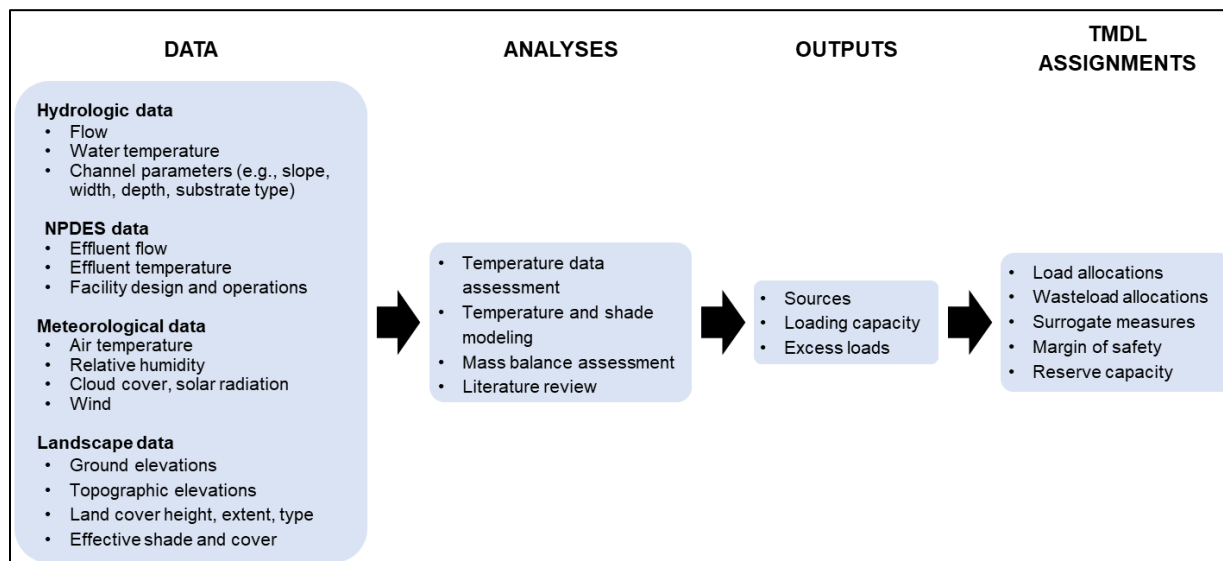 DATA
Hydrologic data
• Flow
• Water temperature
• Channel parameters (e.g., slope,
width, depth, substrate type)
NPDES data
• Effluent flow
• Effluent temperature
• Facility design and operations
Meteorological data
• Air temperature
• Relative humidity
• Cloud cover, solar radiation
• Wind
Landscape data
• Ground elevations
• Topographic elevations
• Land cover height, extent, type
• Effective shade and cover
ANALYSES
• Temperature data
assessment
• Temperature and shade
modeling
• Mass balance assessment
• Literature review
OUTPUTS
• Sources
• Loading capacity
• Excess loads
TMDL
ASSIGNMENTS
• Load allocations
• Wasteload allocations
• Surrogate measures
• Margin of safety
• Reserve capacity